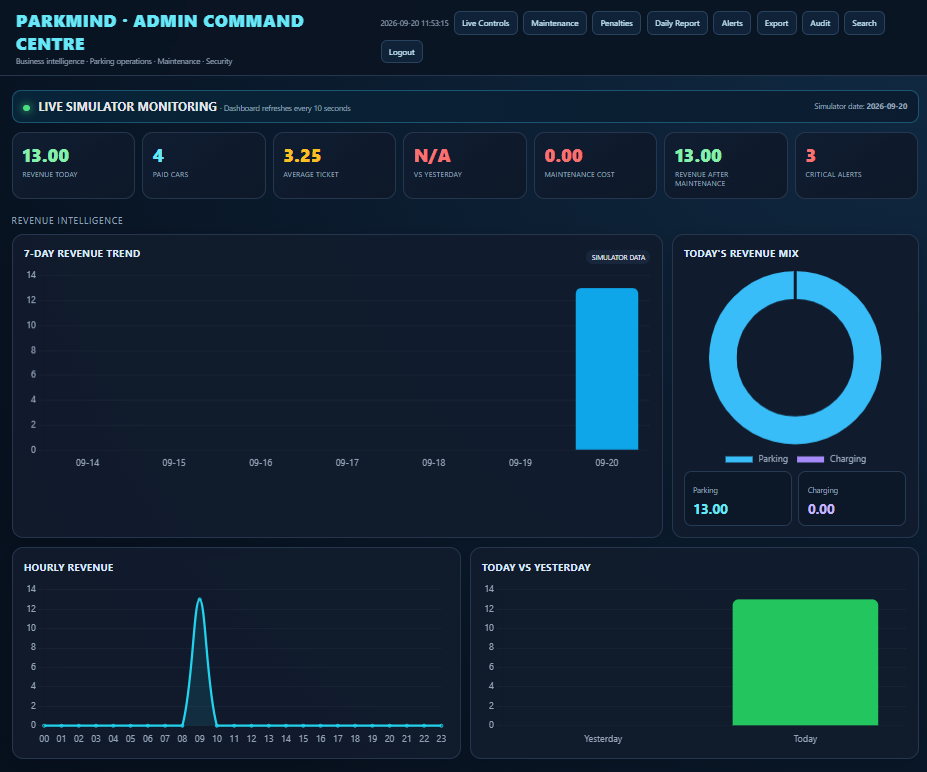 PARKMIND · ADMIN COMMAND
CENTRE
Business intelligence · Parking operations · Maintenance · Security
2026-09-20 11:53:15
Live Controls
Maintenance
Penalties
Daily Report
Alerts
Export
Audit
Search
Logout
LIVE SIMULATOR MONITORING · Dashboard refreshes every 10 seconds
Simulator date: 2026-09-20
13.00
REVENUE TODAY
4
PAID CARS
3.25
AVERAGE TICKET
N/A
VS YESTERDAY
0.00
MAINTENANCE COST
13.00
REVENUE AFTER
MAINTENANCE
3
CRITICAL ALERTS
REVENUE INTELLIGENCE
7-DAY REVENUE TREND
SIMULATOR DATA
14
12
10
8
6
4
2
0
09-14 09-15 09-16 09-17 09-18 09-19 09-20
TODAY'S REVENUE MIX
Parking Charging
Parking
13.00
Charging
0.00
HOURLY REVENUE
14
12
10
8
6
4
2
0
00 01 02 03 04 05 06 07 08 09 10 11 12 13 14 15 16 17 18 19 20 21 22 23
TODAY VS YESTERDAY
14
12
10
8
6
4
2
0
Yesterday Today